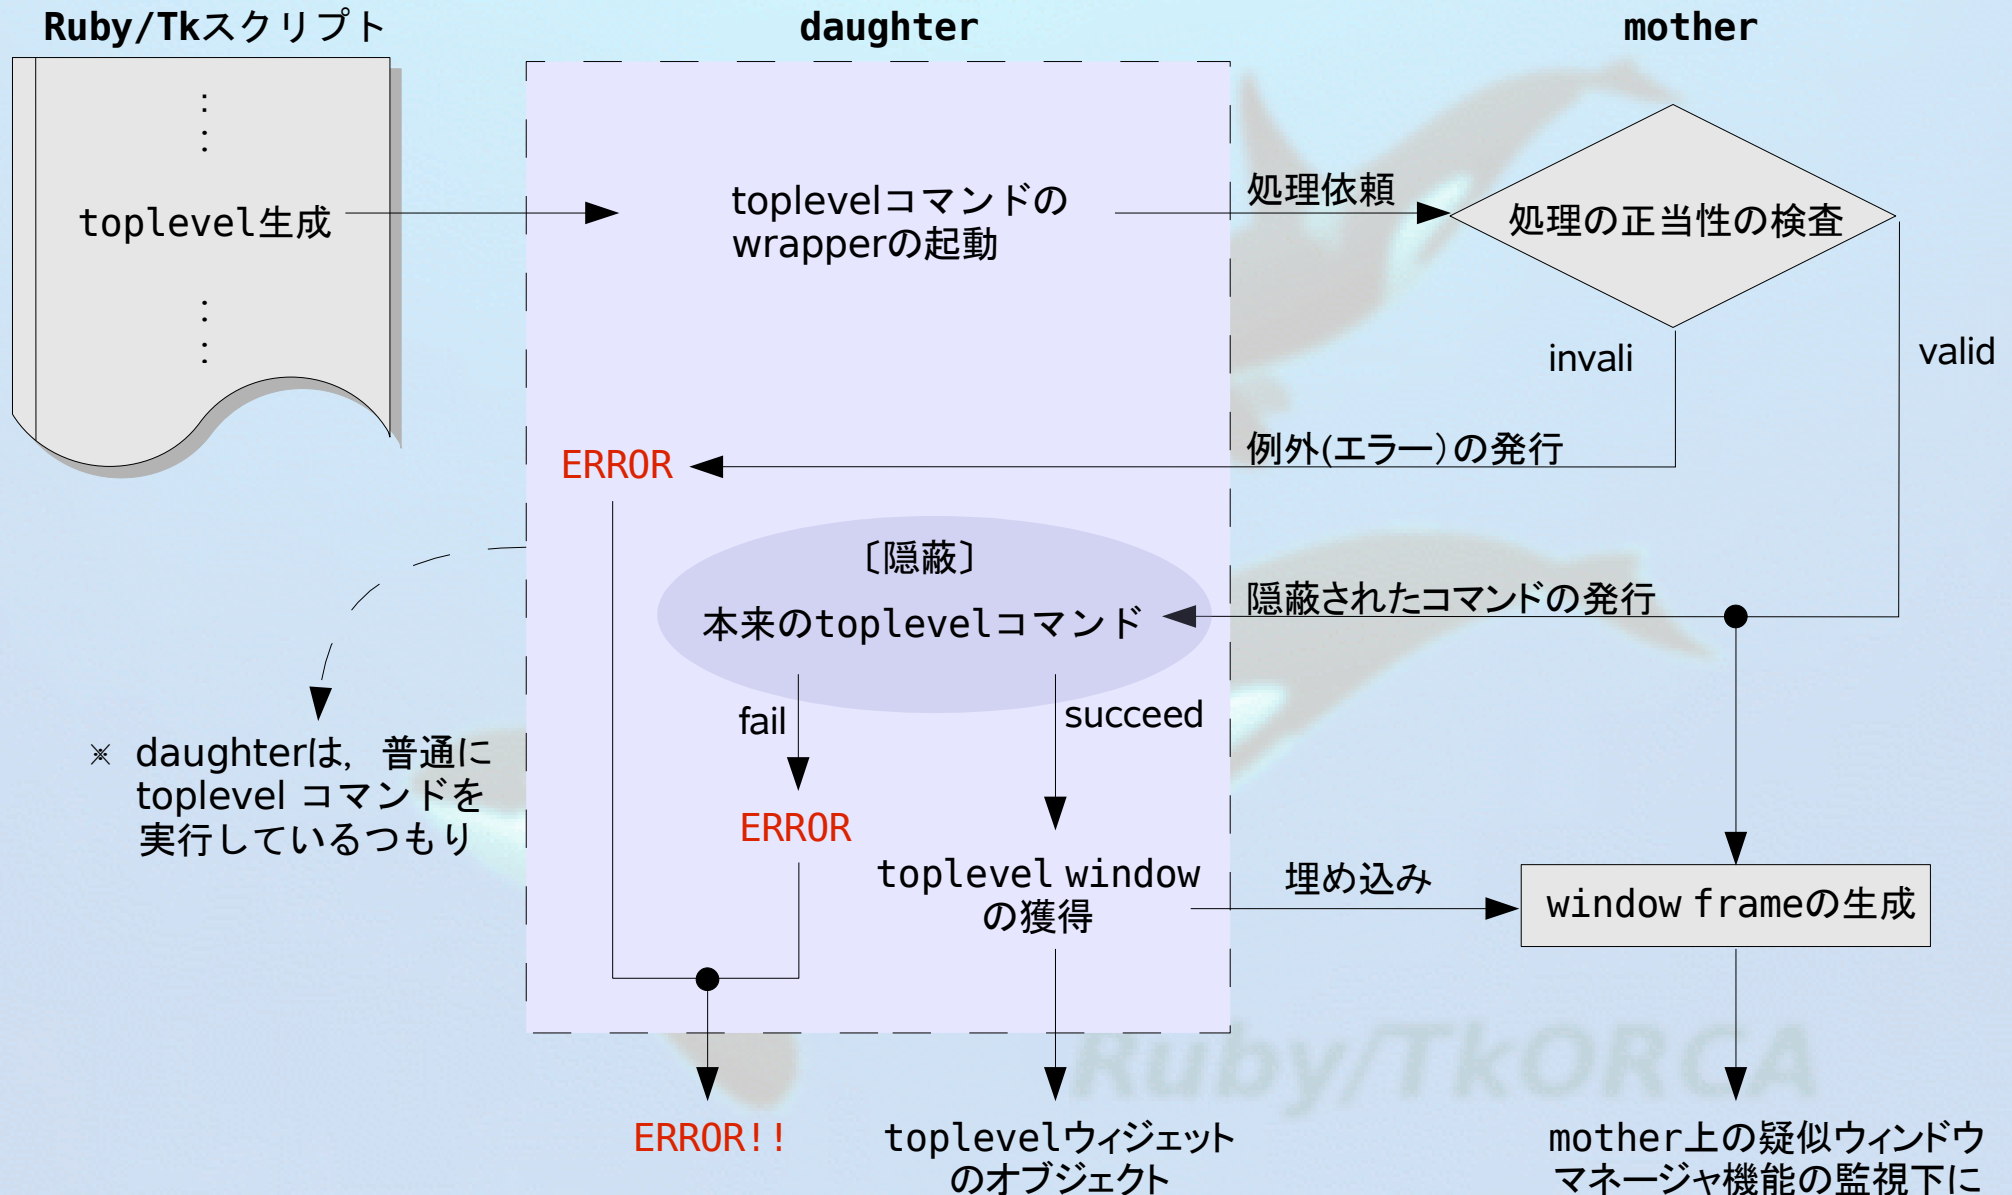 Ruby/Tkスクリプト
daughter
mother
toplevel生成
toplevelコマンドの
wrapperの起動
処理依頼
処理の正当性の検査
invali
valid
例外(エラー）の発行
ERROR
〔隠蔽〕
本来のtoplevelコマンド
隠蔽されたコマンドの発行
fail
succeed
※ daughterは，普通に
toplevel コマンドを
実行しているつもり
ERROR
toplevel window
の獲得
埋め込み
window frameの生成
Ruby/TkORCA
ERROR!!
toplevelウィジェット
のオブジェクト
mother上の疑似ウィンドウ
マネージャ機能の監視下に